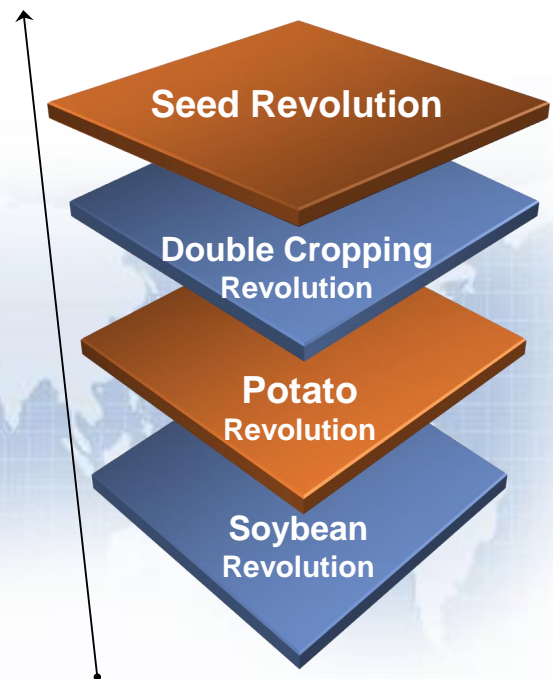 Seed Revolution
Double Cropping
Revolution
Potato
Revolution
Soybean
Revolution